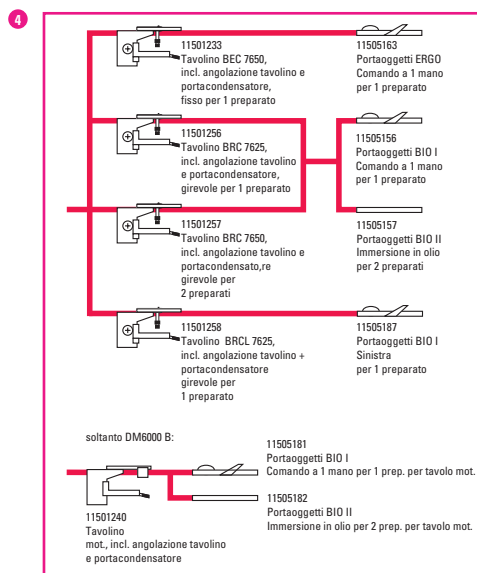 4
11501233
Tavolino BEC 7650,
incl. angolazione tavolino e
portacondensatore,
fisso per 1 preparato
11505163
Portaoggetti ERGO
Comando a 1 mano
per 1 preparato
11501256
Tavolino BRC 7625,
incl. angolazione tavolino
e portacondensatore,
girevole per 1 preparato
11505156
Portaoggetti BIO I
Comando a 1 mano
per 1 preparato
11501257
Tavolino BRC 7650,
incl. angolazione tavolino e
portacondensato,re
girevole per
2 preparati
11505157
Portaoggetti BIO II
Immersione in olio
per 2 preparati
11501258
Tavolino BRCL 7625,
incl. angolazione tavolino +
portacondensatore
girevole per
1 preparato
11505187
Portaoggetti BIO I
Sinistra
per 1 preparato
soltanto DM6000 B:
11505181
Portaoggetti BIO I
Comando a 1 mano per 1 prep. per tavolo mot.
11505182
Portaoggetti BIO II
Immersione in olio per 2 prep. per tavolo mot.
11501240
Tavolino
mot., incl. angolazione tavolino
e portacondensatore